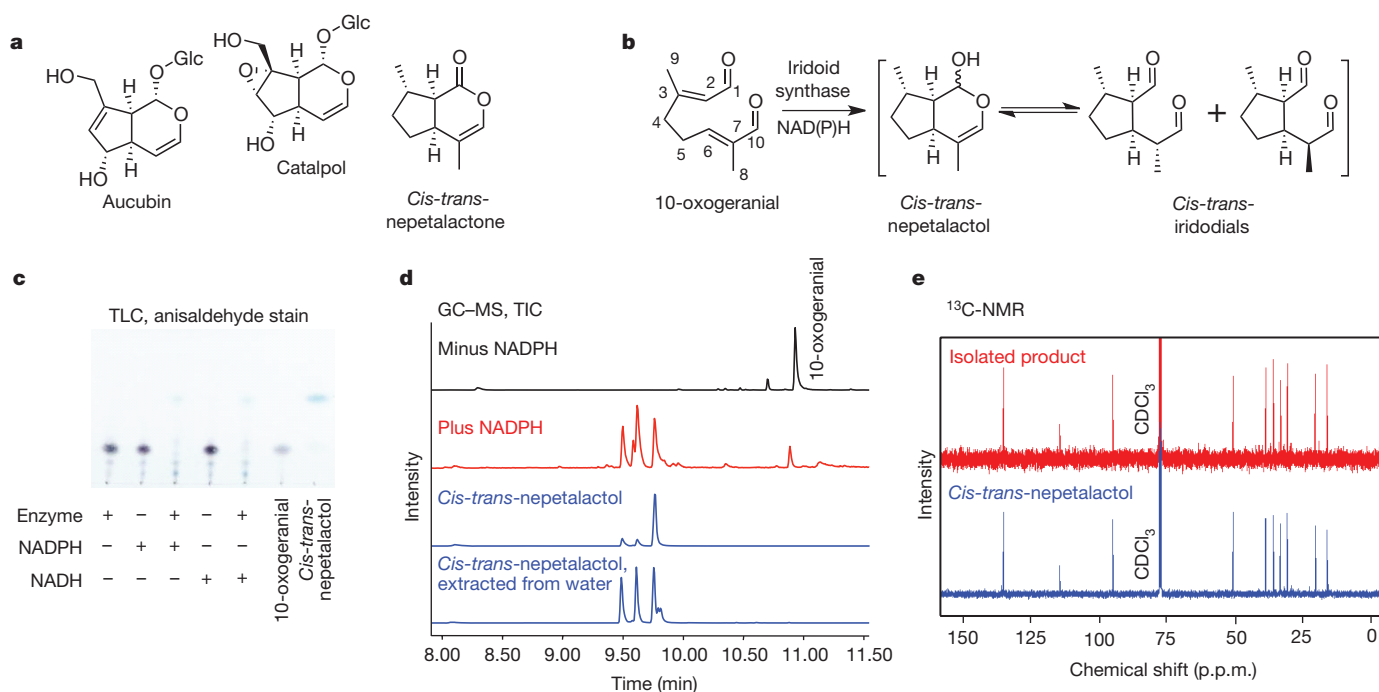 a
HO
O
Glc
H
O
H
HO
Aucubin
HO
O
Glc
H
O
O
H
HO
Catalpol
O
H
O
H
Cis-trans-
nepetalactone
b
9
O
2
3
1
4
O
7
10
5
6
8
10-oxogeranial
Iridoid
synthase
NAD(P)H
OH
H
O
H
Cis-trans-
nepetalactol
H
O
O
H
+
H
O
O
H
Cis-trans-
iridodials
c
TLC, anisaldehyde stain
Enzyme + – + – + 
NADPH – + + – –
NADH – – – + +
10-oxogeranial
Cis-trans-
nepetalactol
d
GC–MS, TIC
Minus NADPH
10-oxogeranial
Plus NADPH
Cis-trans-nepetalactol
Cis-trans-nepetalactol,
extracted from water
Intensity
8.00 9.00 9.50 10.00 10.50 11.00 11.50
Time (min)
e
13C-NMR
Isolated product
CDCl3
Cis-trans-nepetalactol
CDCl3
Intensity
150 125 100 75 50 25 0
Chemical shift (p.p.m.)